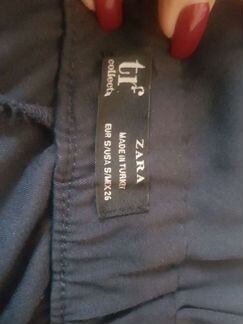 trf
collection
ZARA
MADE IN TURKEY
EUR S/USA S/MEX 26